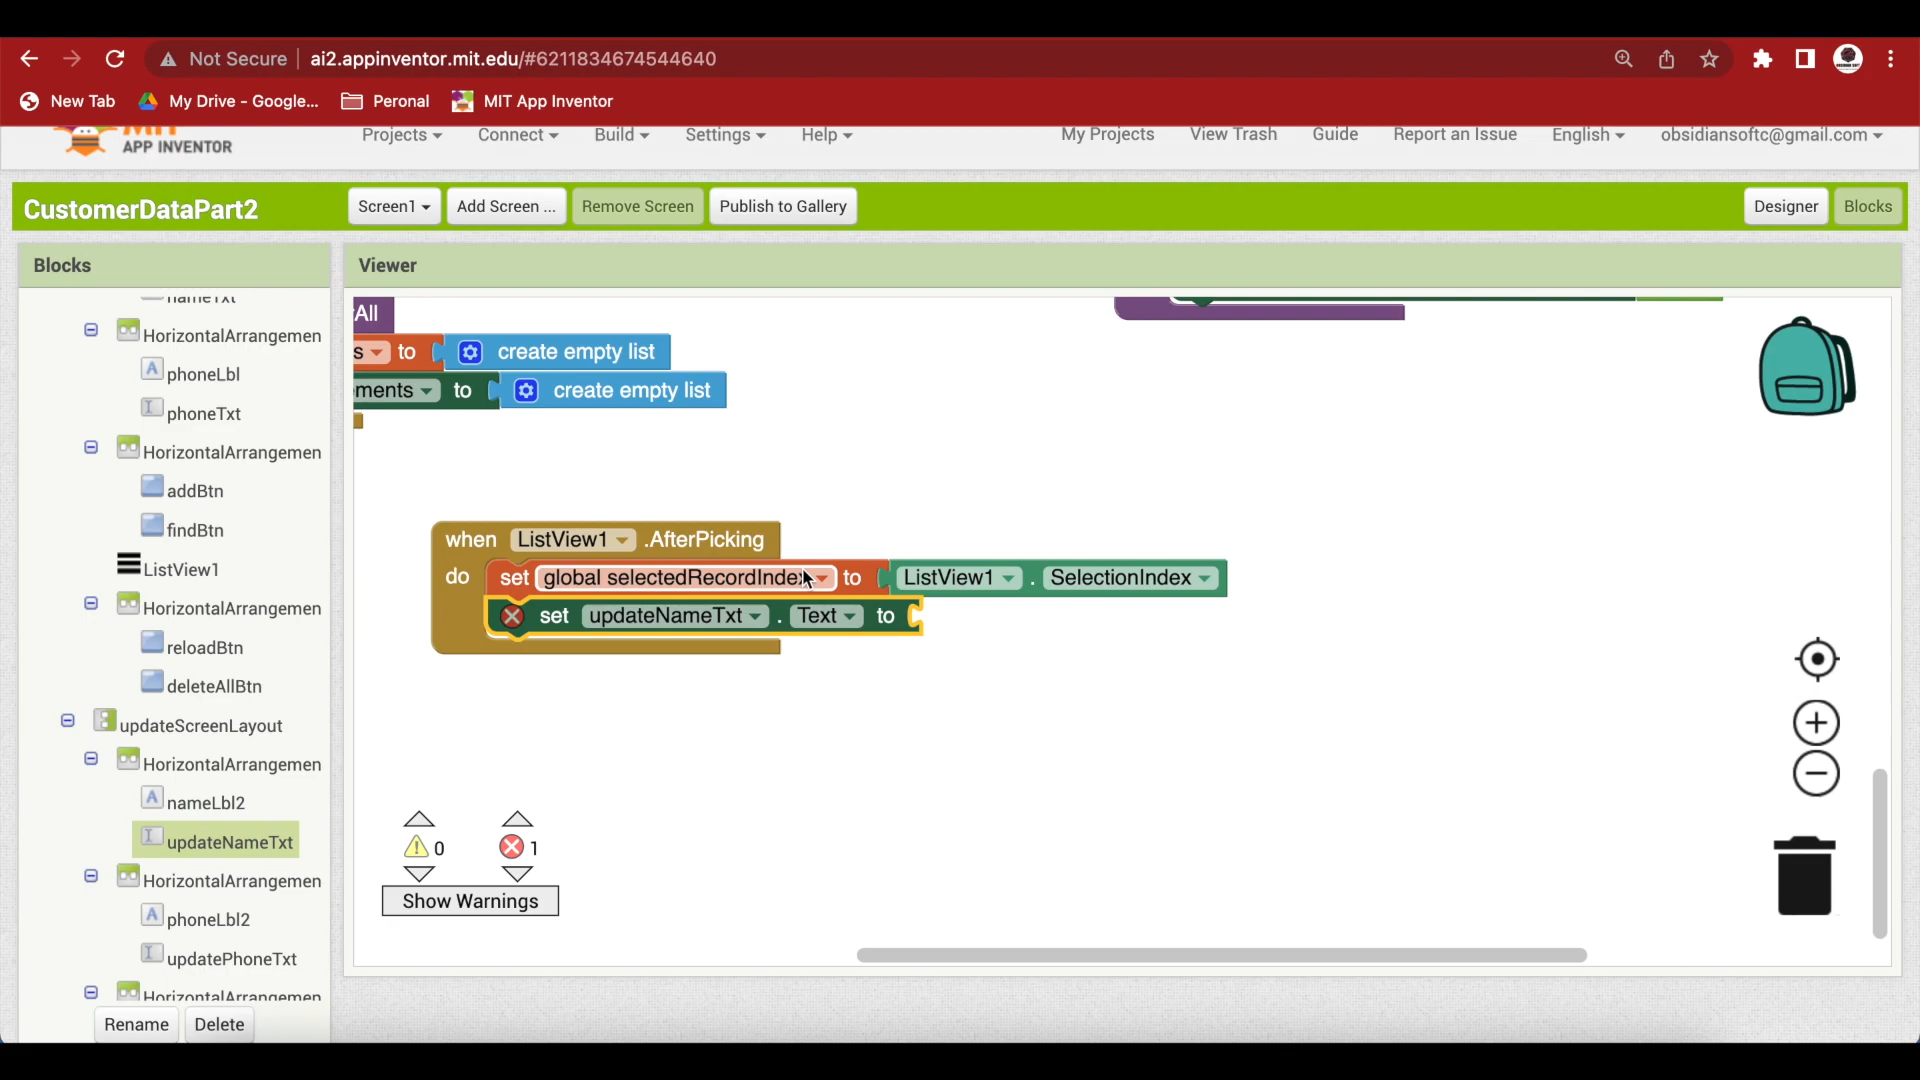 Not Secure ai2.appinventor.mit.edu/#6211834674544640
New Tab My Drive - Google... Peronal MIT App Inventor
MIT
APP INVENTOR
Projects Connect Build Settings Help My Projects View Trash Guide Report an Issue English obsidiansoftc@gmail.com
CustomerDataPart2 Screen1 Add Screen ... Remove Screen Publish to Gallery Designer Blocks
Blocks
nameTxt
HorizontalArrangemen
phoneLbl
phoneTxt
HorizontalArrangemen
addBtn
findBtn
ListView1
HorizontalArrangemen
reloadBtn
deleteAllBtn
updateScreenLayout
HorizontalArrangemen
nameLbl2
updateNameTxt
HorizontalArrangemen
phoneLbl2
updatePhoneTxt
HorizontalArrangemen
Rename Delete
Viewer
All
s to create empty list
ments to create empty list
when ListView1 .AfterPicking
do set global selectedRecordIndex to ListView1 . SelectionIndex
set updateNameTxt . Text to
0 1
Show Warnings